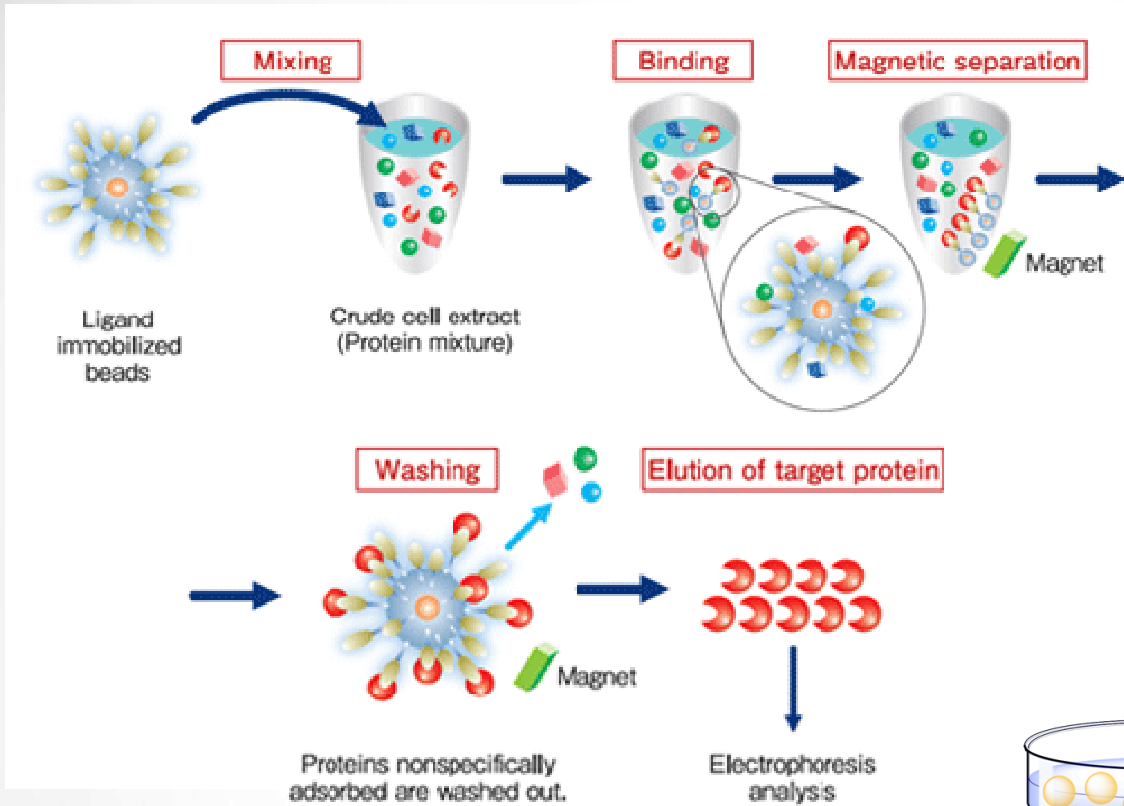 Mixing
Binding
Magnetic separation
Magnet
Ligand
immobilized
beads
Crude cell extract
(Protein mixture)
Washing
Elution of target protein
Magnet
Proteins nonspecifically
adsorbed are washed out.
Electrophoresis
analysis